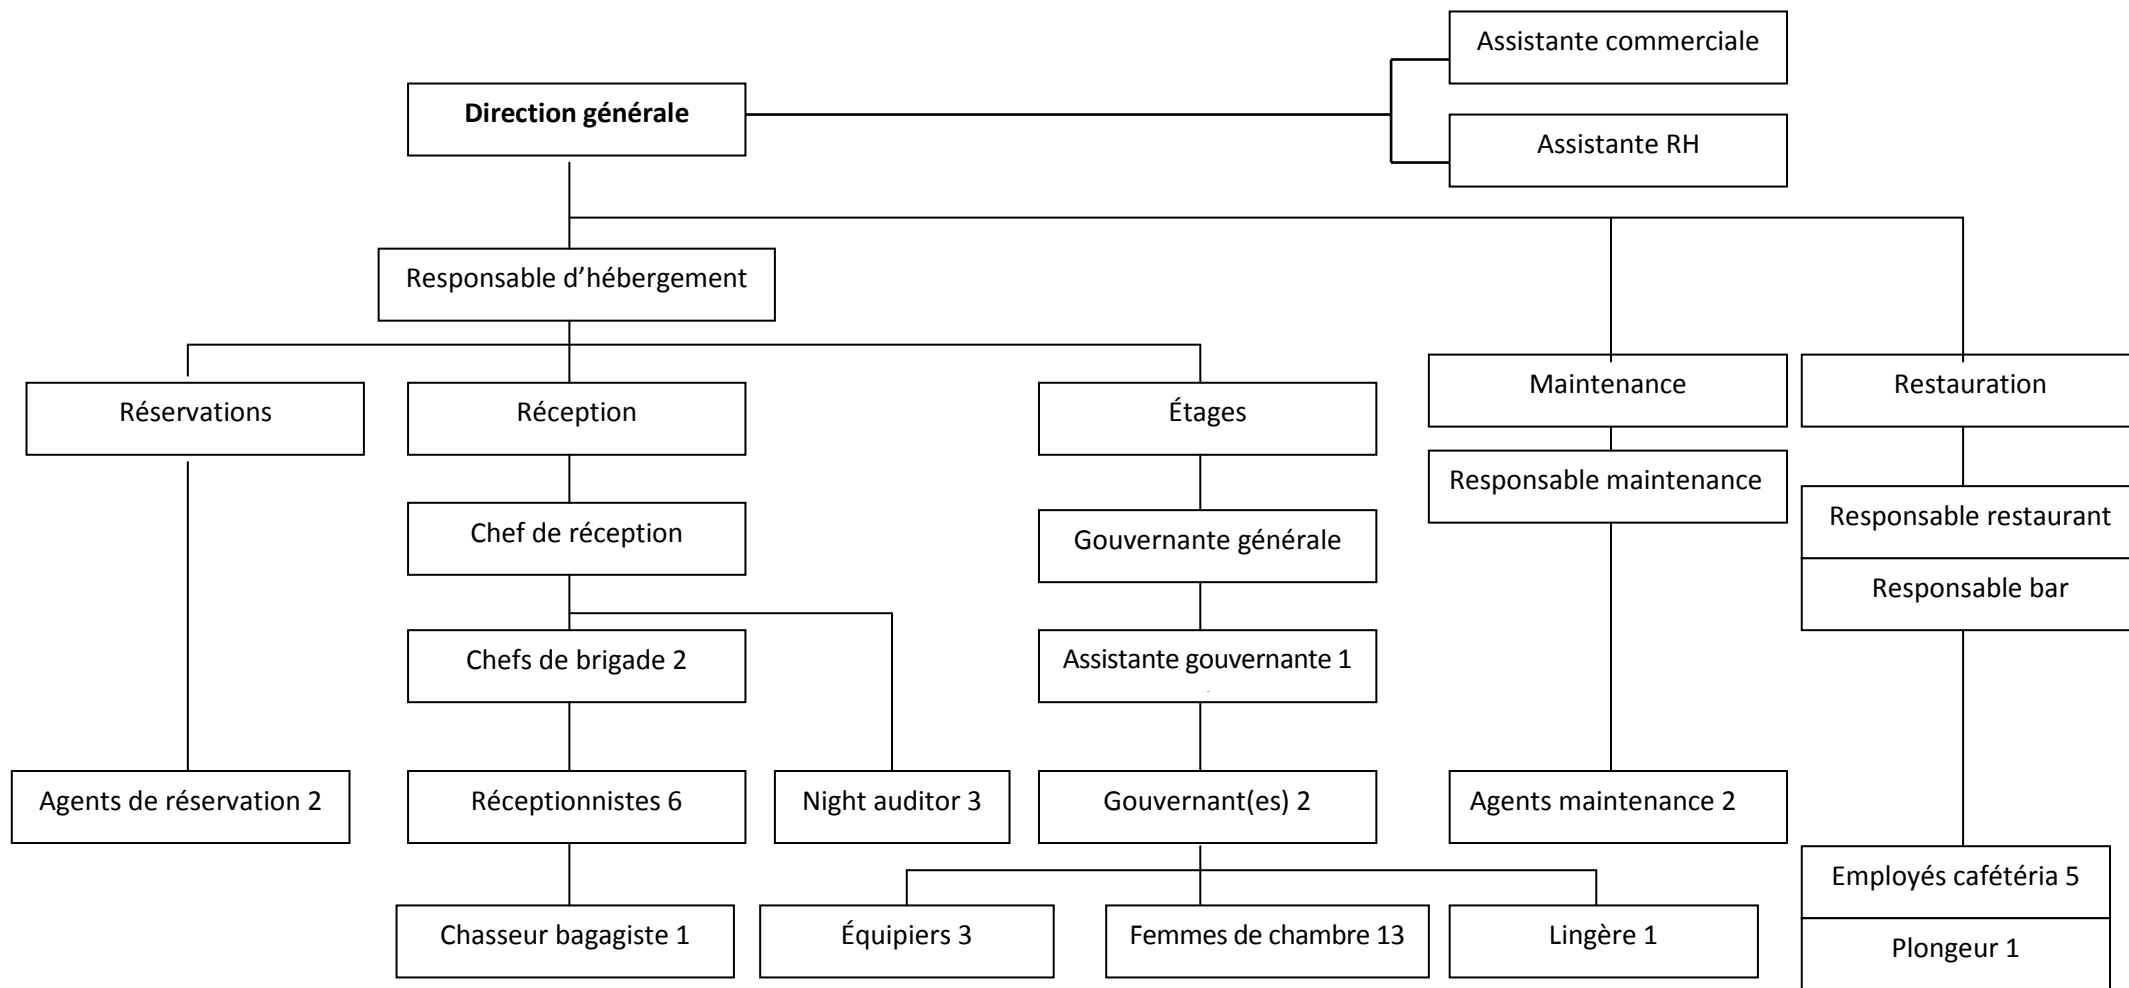 Assistante commerciale
Direction générale
Assistante RH
Responsable d’hébergement
Réservations
Réception
Étages
Maintenance
Restauration
Chef de réception
Gouvernante générale
Responsable maintenance
Responsable restaurant
Responsable bar
Chefs de brigade 2
Assistante gouvernante 1
Agents de réservation 2
Réceptionnistes 6
Night auditor 3
Gouvernant(es) 2
Agents maintenance 2
Employés cafétéria 5
Chasseur bagagiste 1
Équipiers 3
Femmes de chambre 13
Lingère 1
Plongeur 1